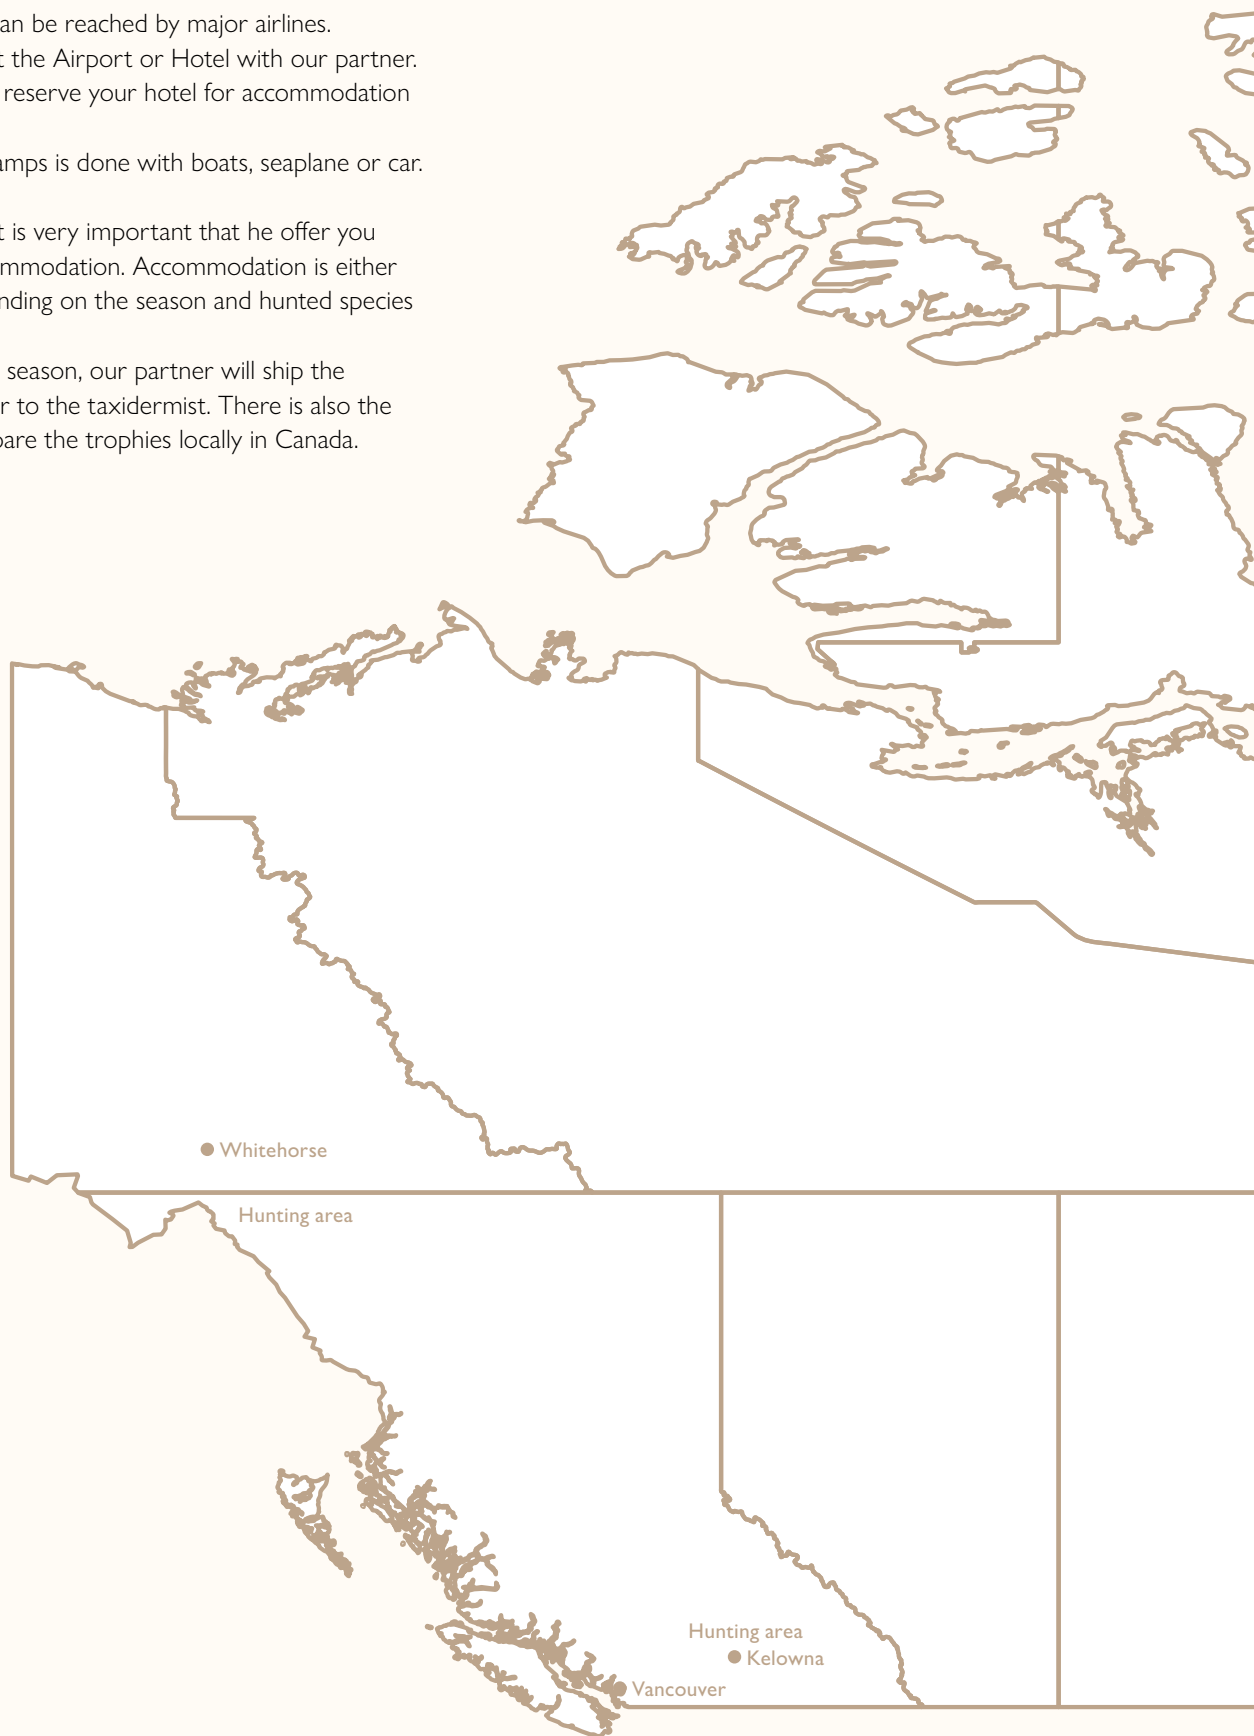 an be reached by major airlines.
t the Airport or Hotel with our partner.
reserve your hotel for accommodation
amps is done with boats, seaplane or car.
t is very important that he offer you
ommodation. Accommodation is either
nding on the season and hunted species
season, our partner will ship the
r to the taxidermist. There is also the
pare the trophies locally in Canada.
Whitehorse
Hunting area
Hunting area
Kelowna
Vancouver